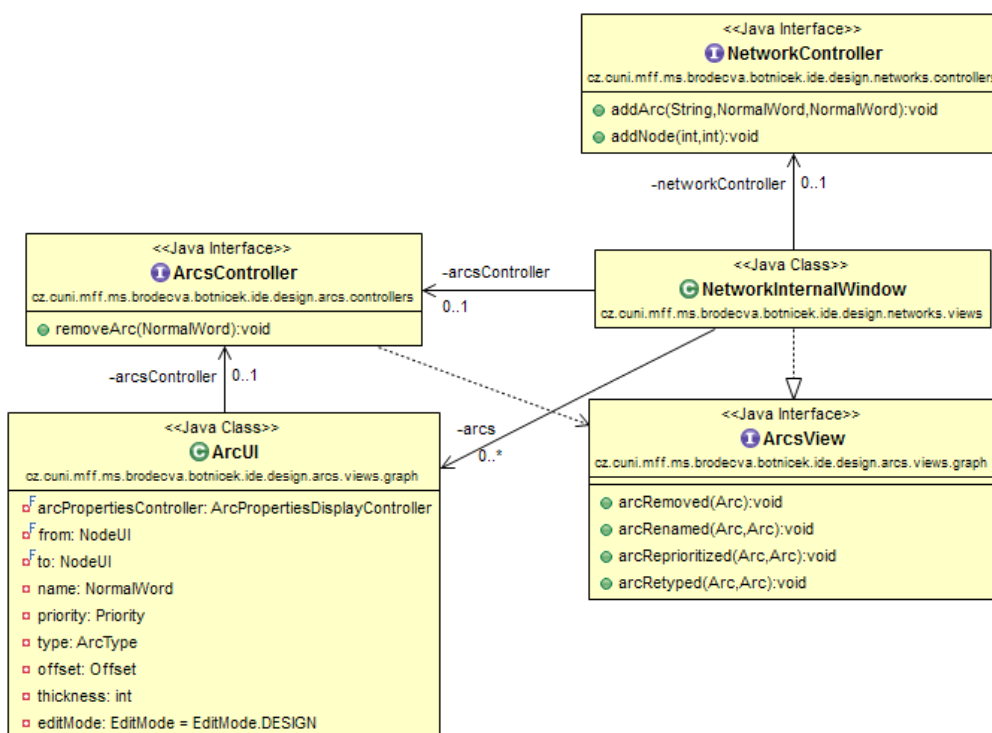 <<Java Interface>>
NetworkController
cz.cuni.mff.ms.brodecva.botnicek.ide.design.networks.controllers
addArc(String,NormalWord,NormalWord):void
addNode(int,int):void
-networkController
0..1
<<Java Interface>>
ArcsController
cz.cuni.mff.ms.brodecva.botnicek.ide.design.arcs.controllers
removeArc(NormalWord):void
-arcsController
0..1
<<Java Class>>
NetworkInternalWindow
cz.cuni.mff.ms.brodecva.botnicek.ide.design.networks.views
-arcsController
0..1
-arcs
0..*
<<Java Class>>
ArcUI
cz.cuni.mff.ms.brodecva.botnicek.ide.design.arcs.views.graph
arcPropertiesController: ArcPropertiesDisplayController
from: NodeUI
to: NodeUI
name: NormalWord
priority: Priority
type: ArcType
offset: Offset
thickness: int
editMode: EditMode = EditMode.DESIGN
<<Java Interface>>
ArcsView
cz.cuni.mff.ms.brodecva.botnicek.ide.design.arcs.views.graph
arcRemoved(Arc):void
arcRenamed(Arc,Arc):void
arcReprioritized(Arc,Arc):void
arcRetyped(Arc,Arc):void